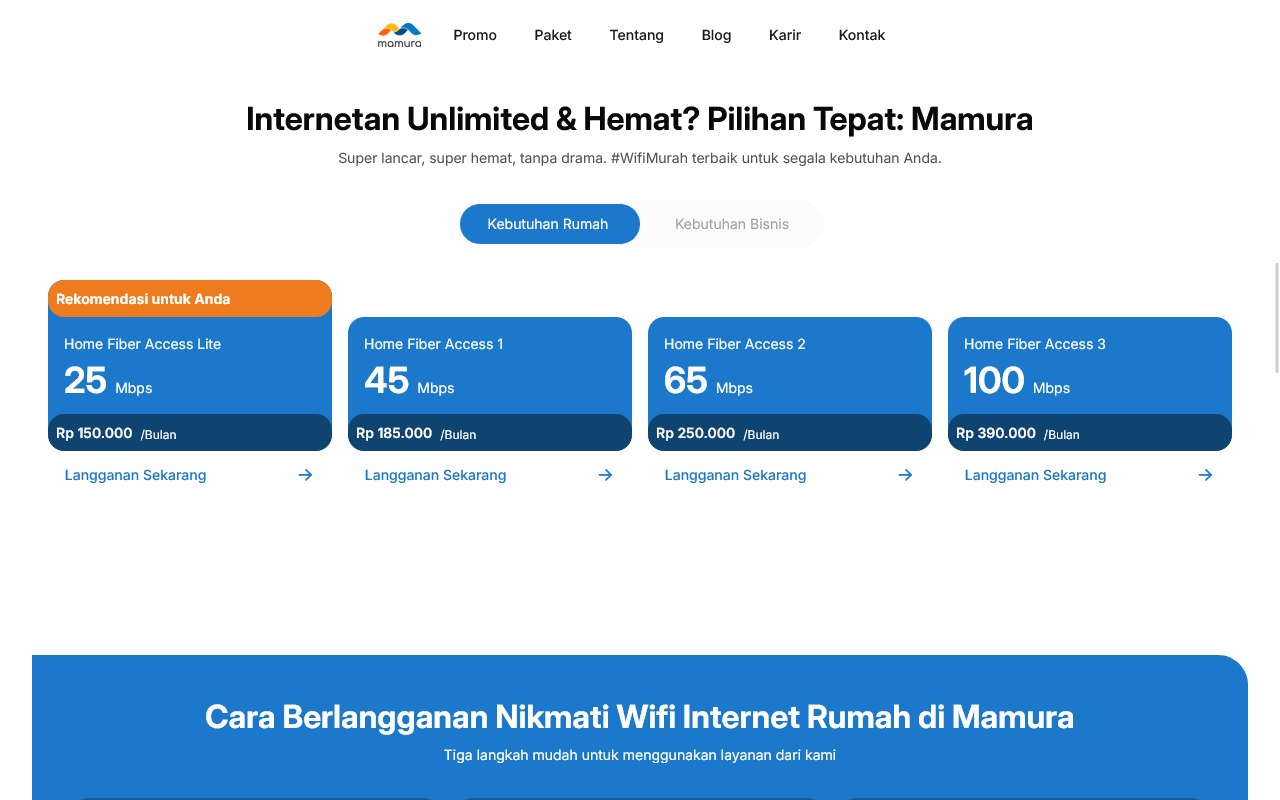 mamura
Promo
Paket
Tentang
Blog
Karir
Kontak
Internetan Unlimited & Hemat? Pilihan Tepat: Mamura
Super lancar, super hemat, tanpa drama. #WifiMurah terbaik untuk segala kebutuhan Anda.
Kebutuhan Rumah
Kebutuhan Bisnis
Rekomendasi untuk Anda
Home Fiber Access Lite
25 Mbps
Rp 150.000 /Bulan
Langganan Sekarang
Home Fiber Access 1
45 Mbps
Rp 185.000 /Bulan
Langganan Sekarang
Home Fiber Access 2
65 Mbps
Rp 250.000 /Bulan
Langganan Sekarang
Home Fiber Access 3
100 Mbps
Rp 390.000 /Bulan
Langganan Sekarang
Cara Berlangganan Nikmati Wifi Internet Rumah di Mamura
Tiga langkah mudah untuk menggunakan layanan dari kami